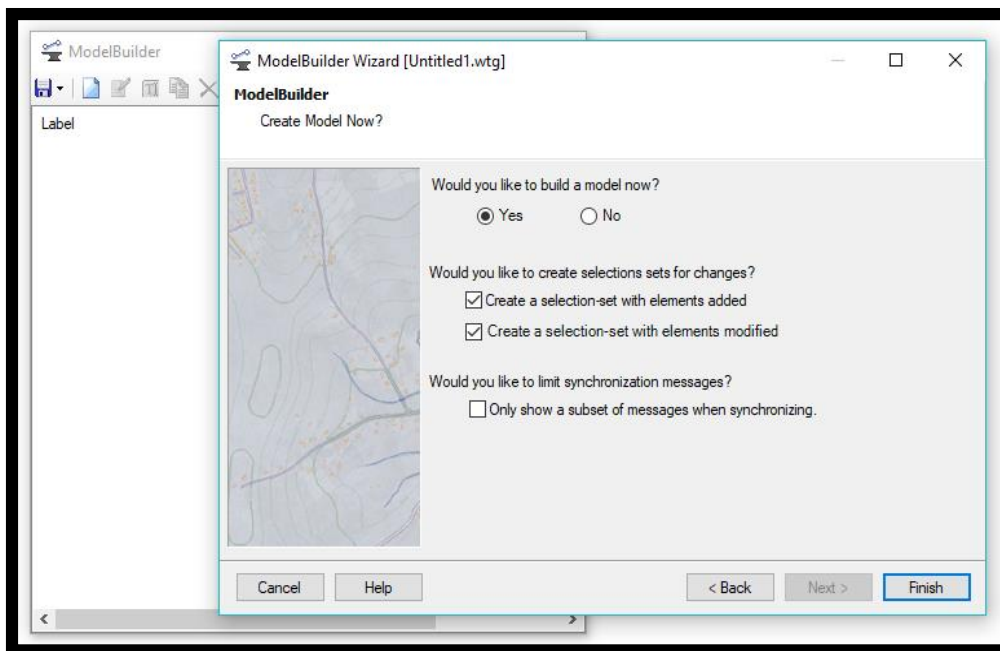 ModelBuilder
Label
ModelBuilder Wizard [Untitled1.wtg]
ModelBuilder
Create Model Now?
Would you like to build a model now?
Yes No
Would you like to create selections sets for changes?
Create a selection-set with elements added
Create a selection-set with elements modified
Would you like to limit synchronization messages?
Only show a subset of messages when synchronizing.
Cancel Help < Back Next > Finish